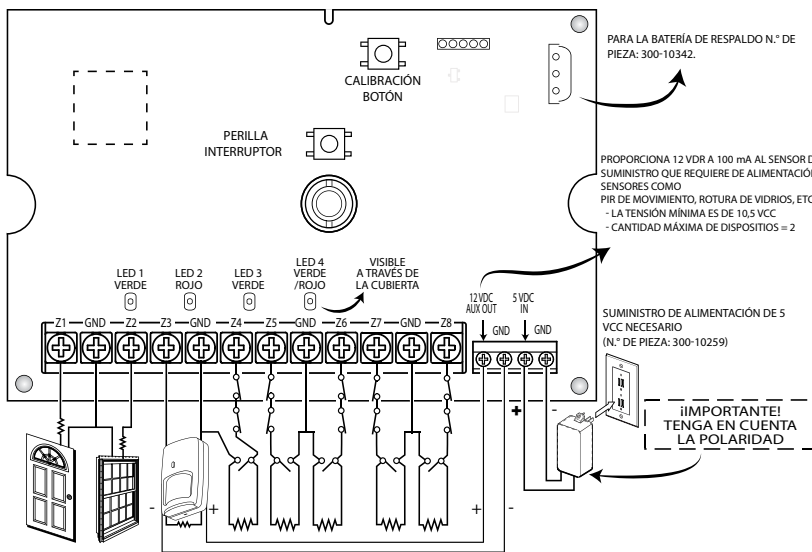 PARA LA BATERÍA DE RESPALDO N.° DE
PIEZA: 300-10342.
CALIBRACIÓN
BOTÓN
PERILLA
INTERRUPTOR
PROPORCIONA 12 VDR A 100 mA AL SENSOR D
SUMINISTRO QUE REQUIERE DE ALIMENTACIÓN
SENSORES COMO
PIR DE MOVIMIENTO, ROTURA DE VIDRIOS, ETC
- LA TENSIÓN MÍNIMA ES DE 10,5 VCC
- CANTIDAD MÁXIMA DE DISPOSITIOS = 2
LED 1
VERDE
LED 2
ROJO
LED 3
VERDE
LED 4
VERDE
/ROJO
VISIBLE
A TRAVÉS DE
LA CUBIERTA
12 VDC
AUX OUT
5 VDC
IN
GND
GND
Z1
GND
Z2
Z3
GND
Z4
Z5
GND
Z6
Z7
GND
Z8
SUMINISTRO DE ALIMENTACIÓN DE 5
VCC NECESARIO
(N.° DE PIEZA: 300-10259)
+
-
¡IMPORTANTE!
TENGA EN CUENTA
LA POLARIDAD
-
+
+
-